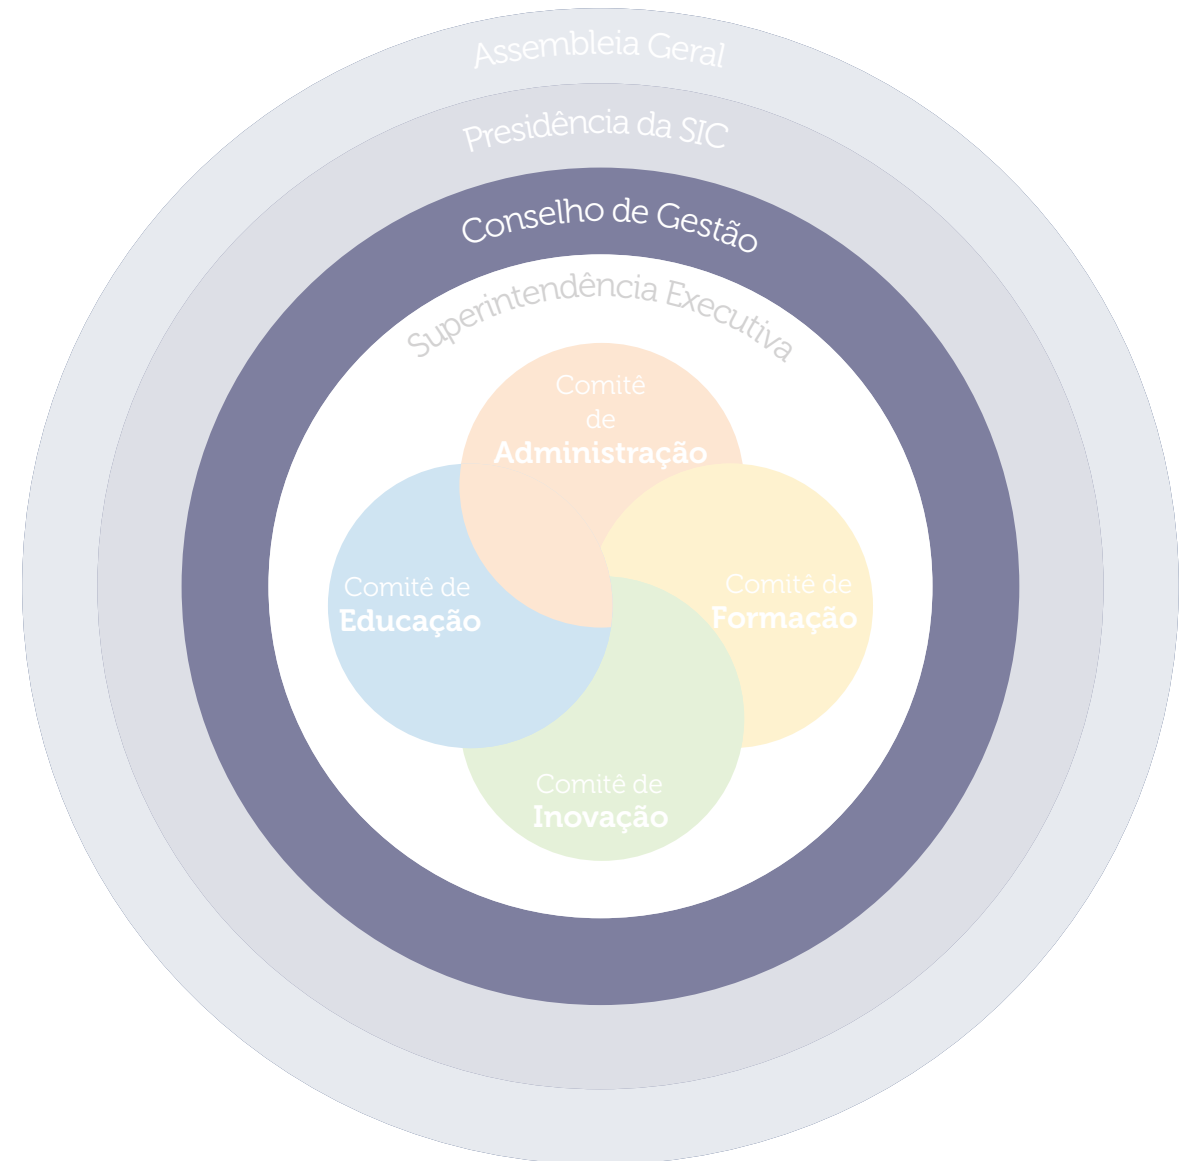 Assembleia Geral
Presidência da SIC
Conselho de Gestão
Superintendência Executiva
Comitê
de
Administração
Comitê de
Educação
Comitê de
Formação
Comitê de
Inovação